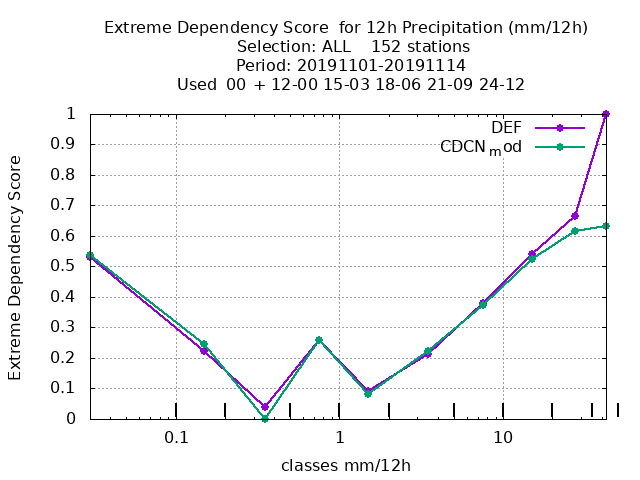 Extreme Dependency Score  for 12h Precipitation (mm/12h)
Selection: ALL    152 stations
Period: 20191101-20191114
Used  00 + 12-00 15-03 18-06 21-09 24-12
DEF
CDCN_mod
1
0.9
0.8
0.7
0.6
0.5
0.4
0.3
0.2
0.1
0
Extreme Dependency Score
0.1 1 10
classes mm/12h